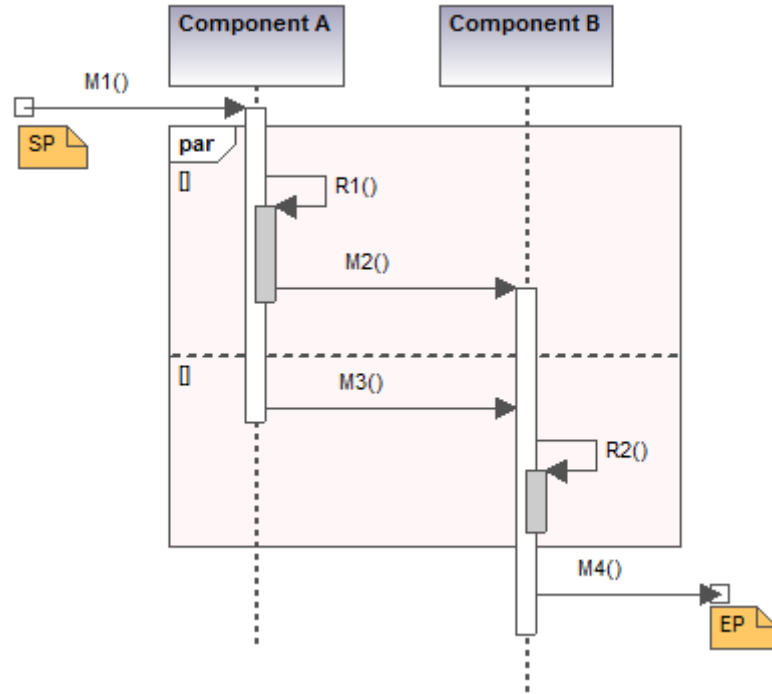 Component A
Component B
M1()
SP
par
[]
R1()
M2()
[]
M3()
R2()
M4()
EP